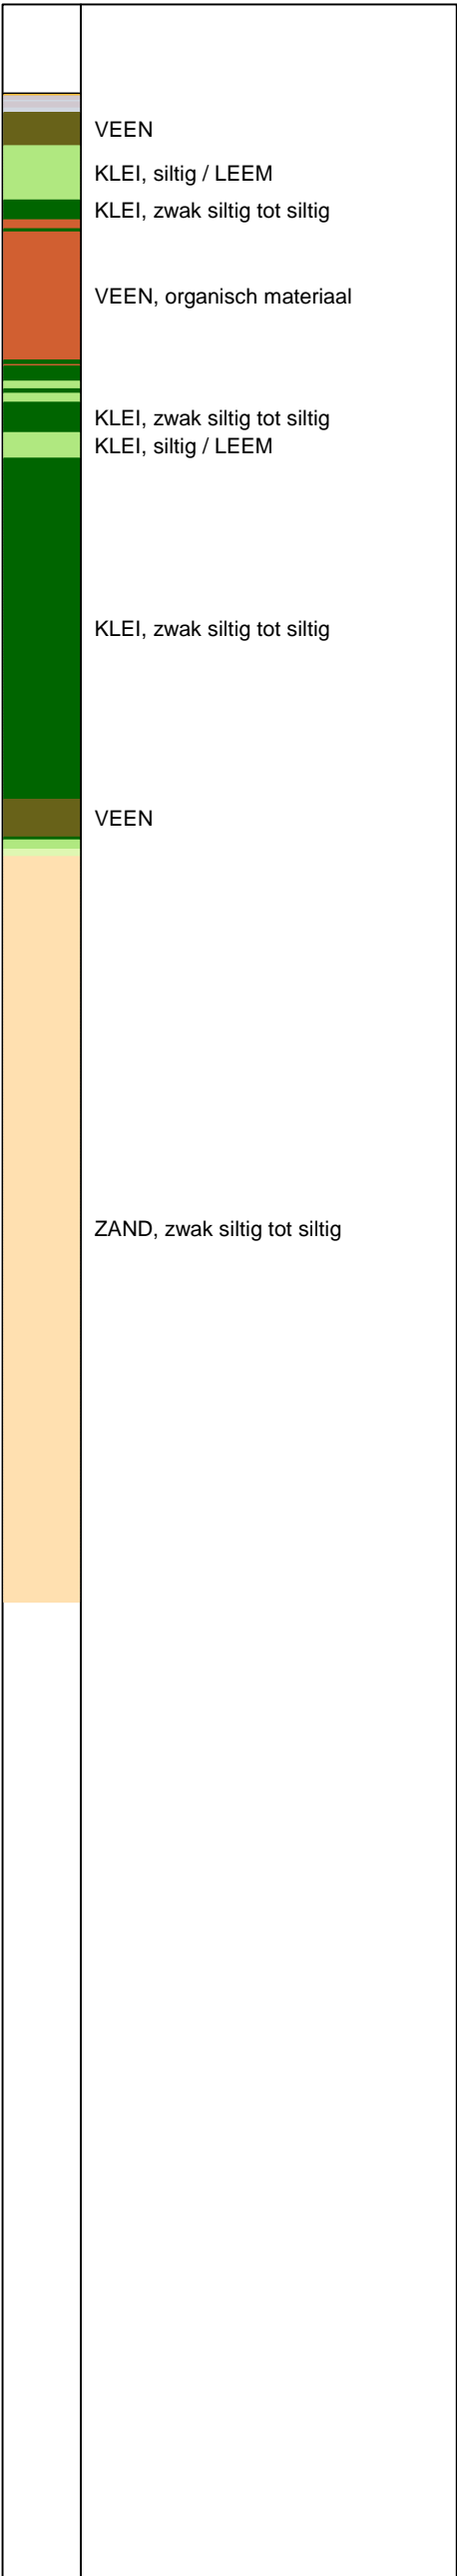 VEEN
KLEI, siltig / LEEM
KLEI, zwak siltig tot siltig
VEEN, organisch materiaal
KLEI, zwak siltig tot siltig
KLEI, siltig / LEEM
KLEI, zwak siltig tot siltig
VEEN
ZAND, zwak siltig tot siltig